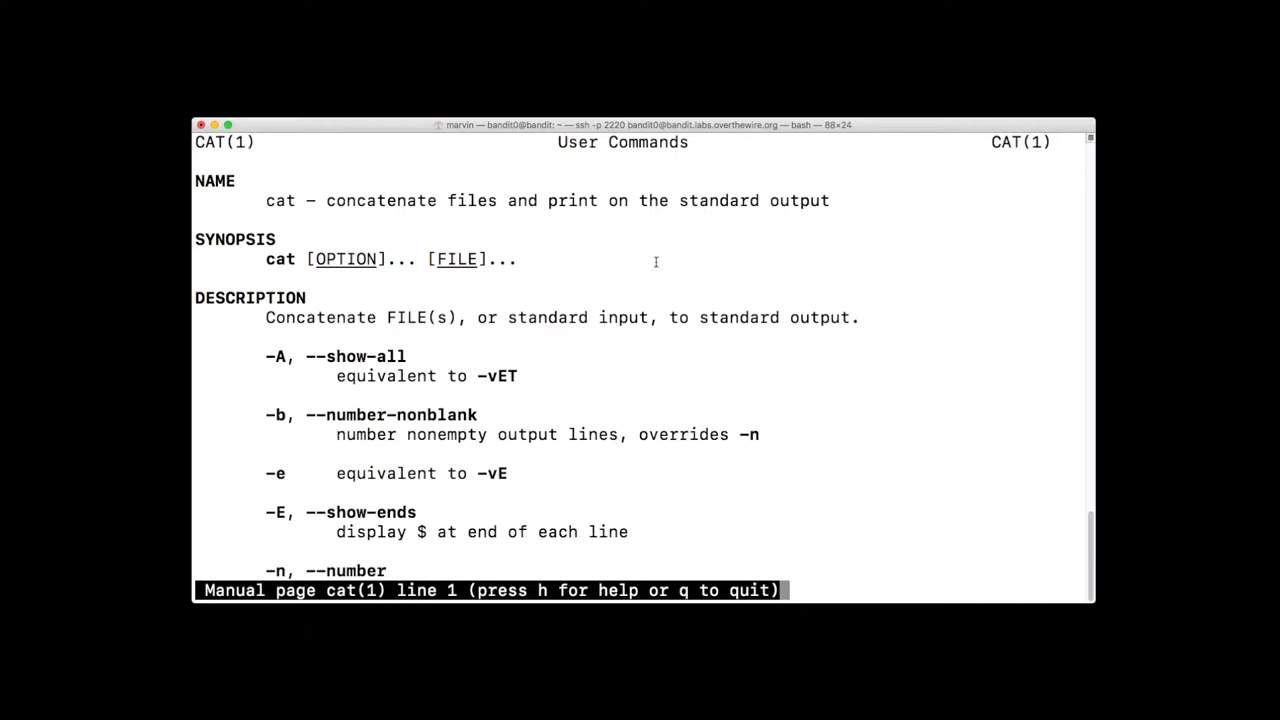 marvin — bandit0@bandit: ~ — ssh -p 2220 bandit0@bandit.labs.overthewire.org — bash — 88×24
CAT(1) User Commands CAT(1)
NAME
cat - concatenate files and print on the standard output
SYNOPSIS
cat [OPTION]... [FILE]...
DESCRIPTION
Concatenate FILE(s), or standard input, to standard output.
-A, --show-all
equivalent to -vET
-b, --number-nonblank
number nonempty output lines, overrides -n
-e equivalent to -vE
-E, --show-ends
display $ at end of each line
-n, --number
Manual page cat(1) line 1 (press h for help or q to quit)